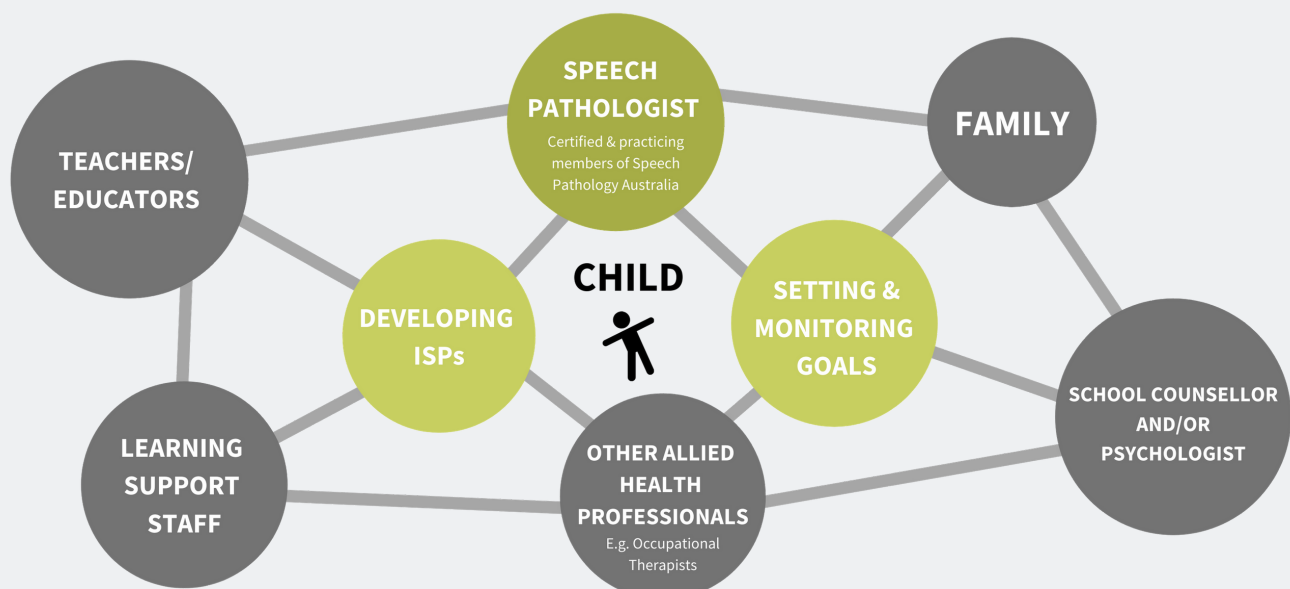 SPEECH
PATHOLOGIST
Certified & practicing
members of Speech
Pathology Australia
FAMILY
TEACHERS/
EDUCATORS
CHILD
DEVELOPING
ISPs
SETTING &
MONITORING
GOALS
LEARNING
SUPPORT
STAFF
OTHER ALLIED
HEALTH
PROFESSIONALS
E.g. Occupational
Therapists
SCHOOL COUNSELLOR
AND/OR
PSYCHOLOGIST